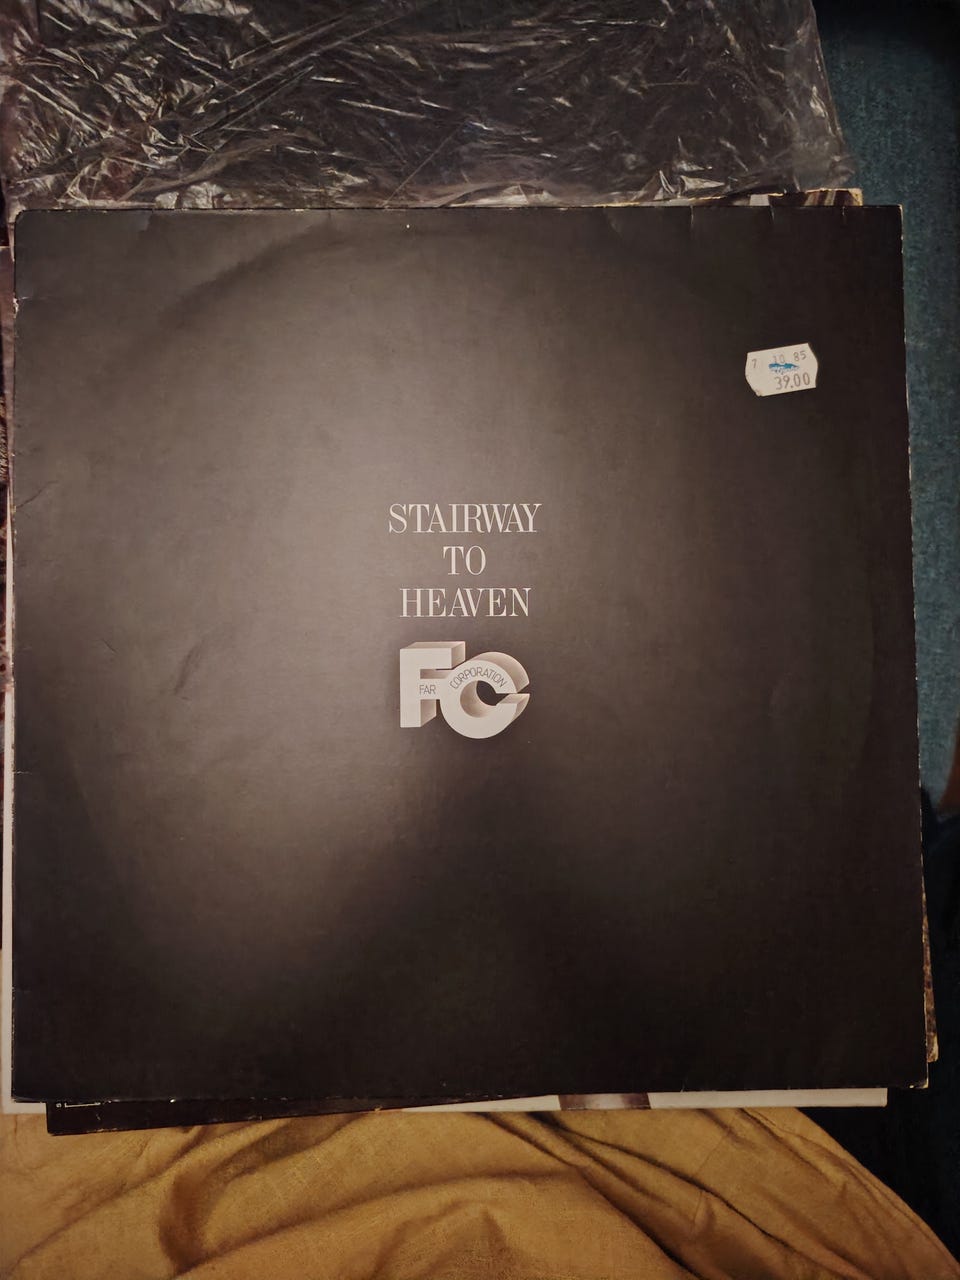 7 10 85
39.00
STAIRWAY
TO
HEAVEN
FC
FAR CORPORATION